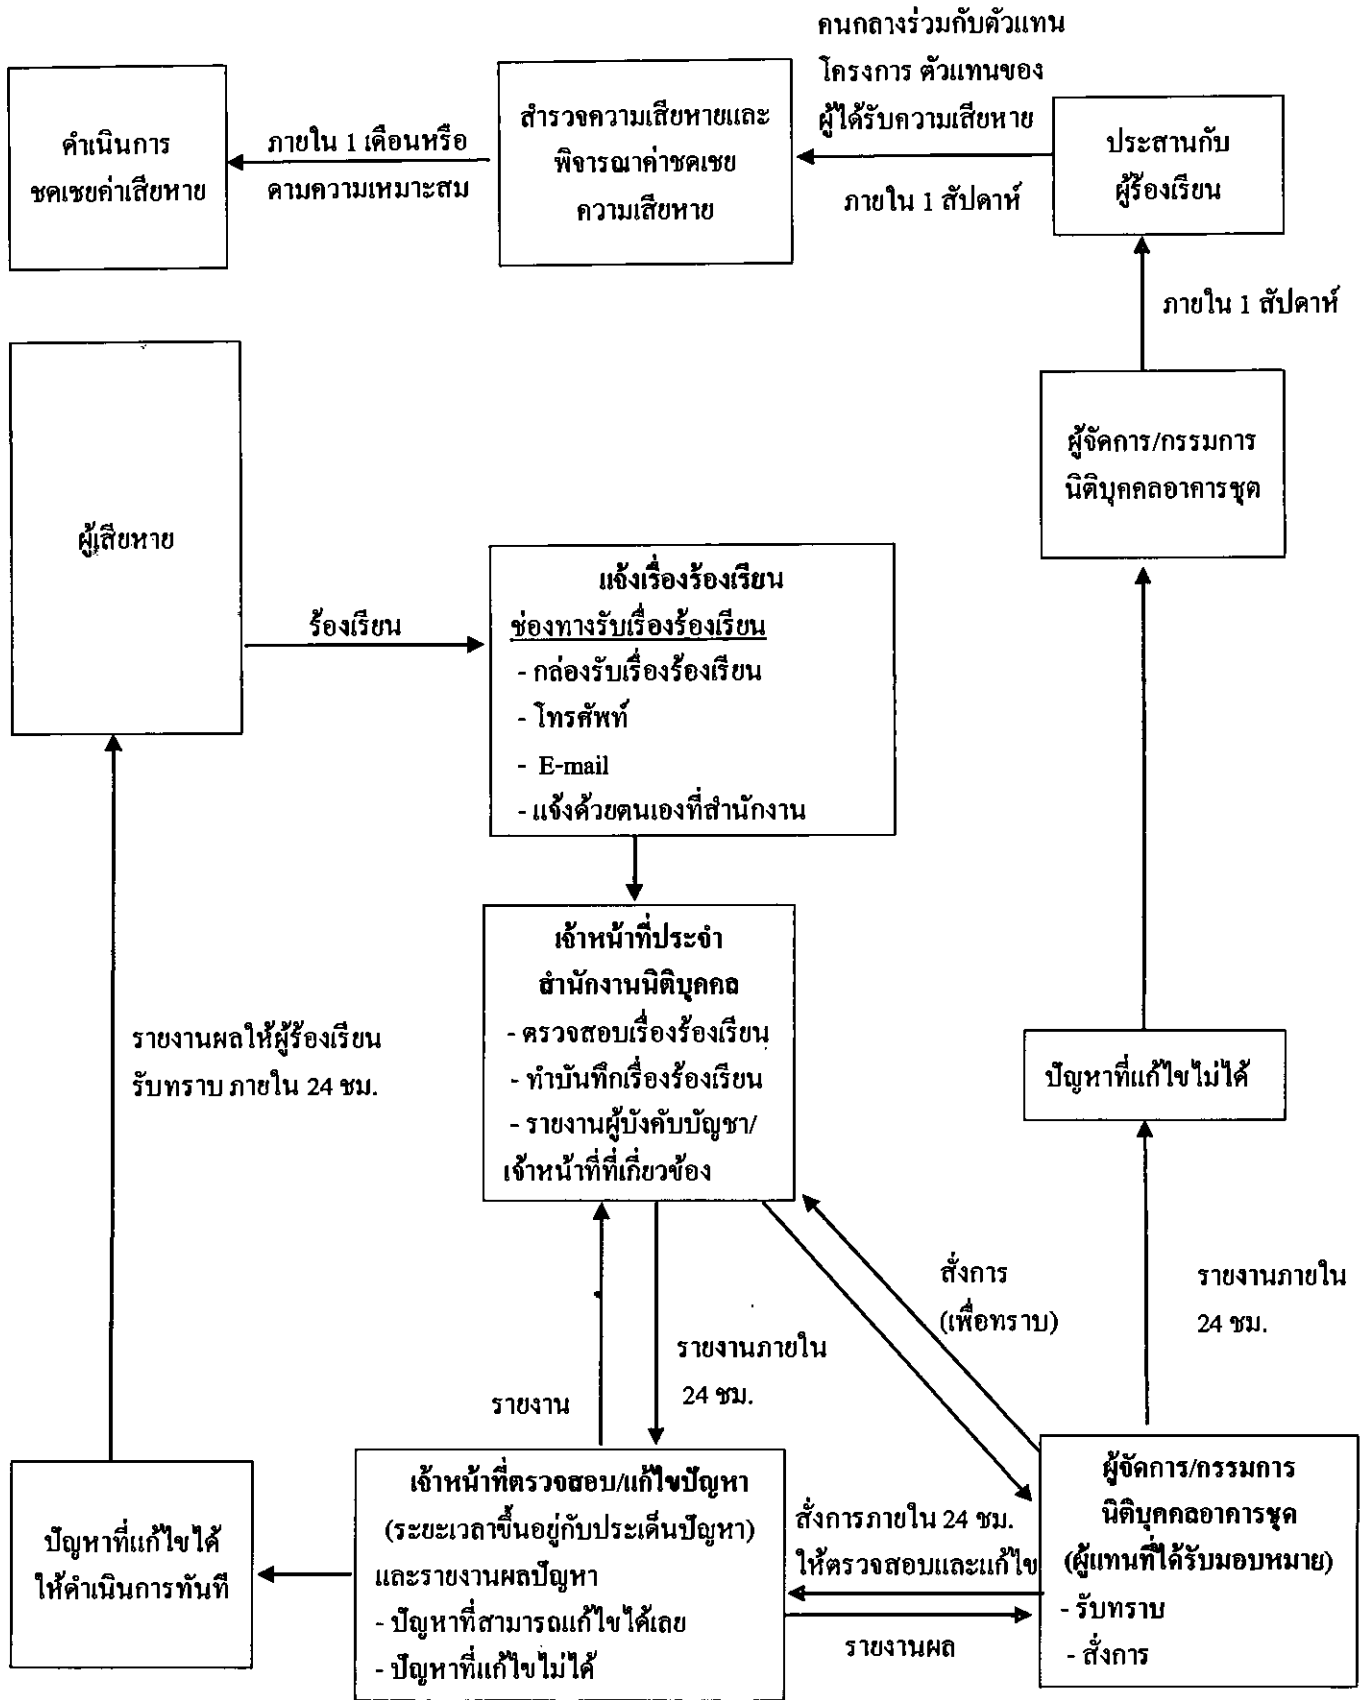 คนกลางร่วมกับตัวแทน
โครงการ ตัวแทนของ
ผู้ได้รับความเสียหาย
ดำเนินการ
ชดเชยค่าเสียหาย
ภายใน 1 เดือนหรือ
ตามความเหมาะสม
สำรวจความเสียหายและ
พิจารณาค่าชดเชย
ความเสียหาย
ภายใน 1 สัปดาห์
ประสานกับ
ผู้ร้องเรียน
ภายใน 1 สัปดาห์
ผู้จัดการ/กรรมการ
นิติบุคคลอาคารชุด
ผู้เสียหาย
ร้องเรียน
แจ้งเรื่องร้องเรียน
ช่องทางรับเรื่องร้องเรียน
- กล่องรับเรื่องร้องเรียน
- โทรศัพท์
- E-mail
- แจ้งด้วยตนเองที่สำนักงาน
เจ้าหน้าที่ประจำ
สำนักงานนิติบุคคล
- ตรวจสอบเรื่องร้องเรียน
- ทำบันทึกเรื่องร้องเรียน
- รายงานผู้บังคับบัญชา/
เจ้าหน้าที่ที่เกี่ยวข้อง
รายงานผลให้ผู้ร้องเรียน
รับทราบ ภายใน 24 ชม.
ปัญหาที่แก้ไขไม่ได้
สั่งการ
(เพื่อทราบ)
รายงานภายใน
24 ชม.
รายงานภายใน
24 ชม.
รายงาน
ปัญหาที่แก้ไขได้
ให้ดำเนินการทันที
เจ้าหน้าที่ตรวจสอบ/แก้ไขปัญหา
(ระยะเวลาขึ้นอยู่กับประเด็นปัญหา)
และรายงานผลปัญหา
- ปัญหาที่สามารถแก้ไขได้เลย
- ปัญหาที่แก้ไขไม่ได้
สั่งการภายใน 24 ชม.
ให้ตรวจสอบและแก้ไข
รายงานผล
ผู้จัดการ/กรรมการ
นิติบุคคลอาคารชุด
(ผู้แทนที่ได้รับมอบหมาย)
- รับทราบ
- สั่งการ